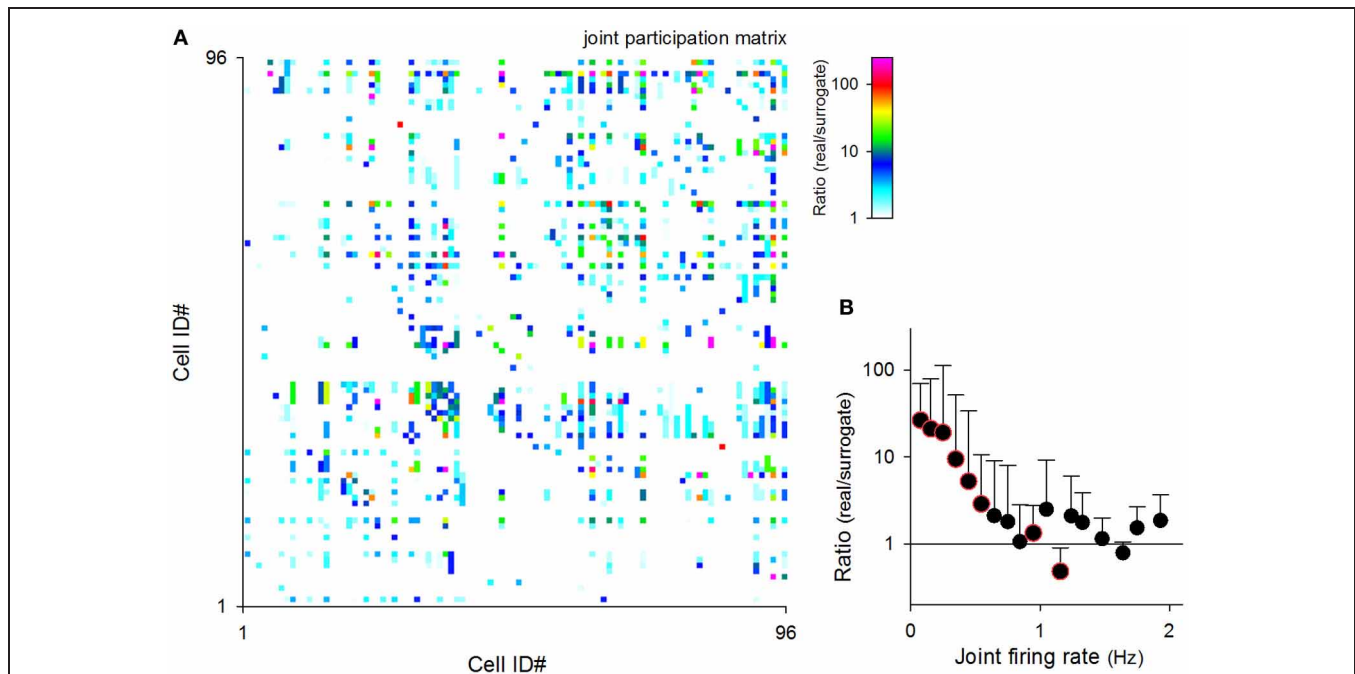 A
joint participation matrix
96
Cell ID#
1
1
96
Cell ID#
Ratio (real/surrogate)
100
10
1
B
Ratio (real/surrogate)
100
10
1
0
1
2
Joint firing rate (Hz)